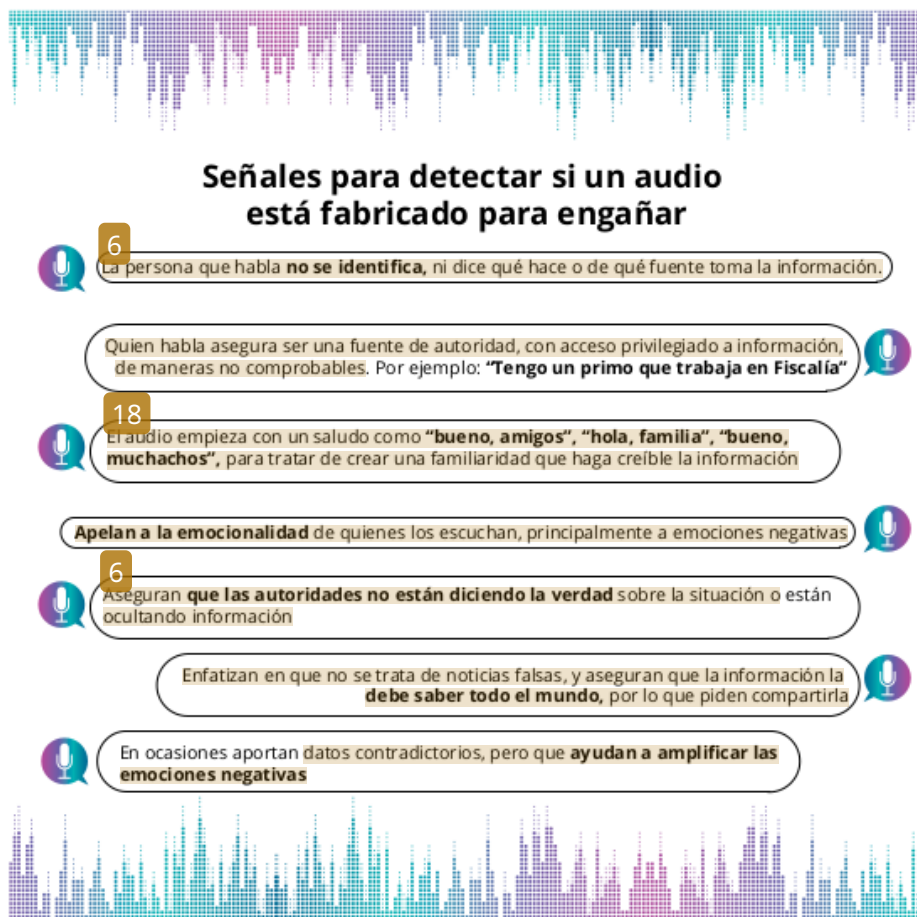 Señales para detectar si un audio
está fabricado para engañar
6
La persona que habla no se identifica, ni dice qué hace o de qué fuente toma la información.
Quien habla asegura ser una fuente de autoridad, con acceso privilegiado a información,
de maneras no comprobables. Por ejemplo: “Tengo un primo que trabaja en Fiscalía“
18
El audio empieza con un saludo como “bueno, amigos”, “hola, familia”, “bueno,
muchachos”, para tratar de crear una familiaridad que haga creíble la información
Apelan a la emocionalidad de quienes los escuchan, principalmente a emociones negativas
6
Aseguran que las autoridades no están diciendo la verdad sobre la situación o están
ocultando información
Enfatizan en que no se trata de noticias falsas, y aseguran que la información la
debe saber todo el mundo, por lo que piden compartirla
En ocasiones aportan datos contradictorios, pero que ayudan a amplificar las
emociones negativas